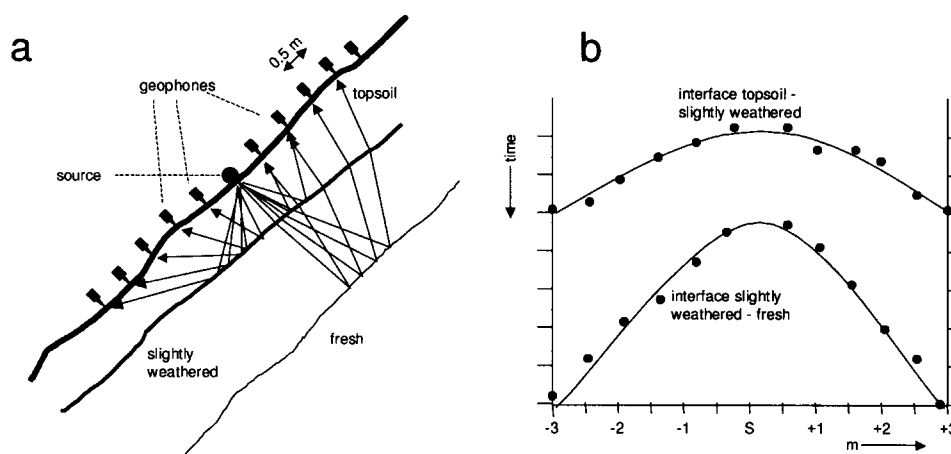 a
0.5 m
geophones
topsoil
source
slightly
weathered
fresh
b
interface topsoil -
slightly weathered
time
interface slightly
weathered - fresh
-3 -2 -1 S +1 +2 +3
m